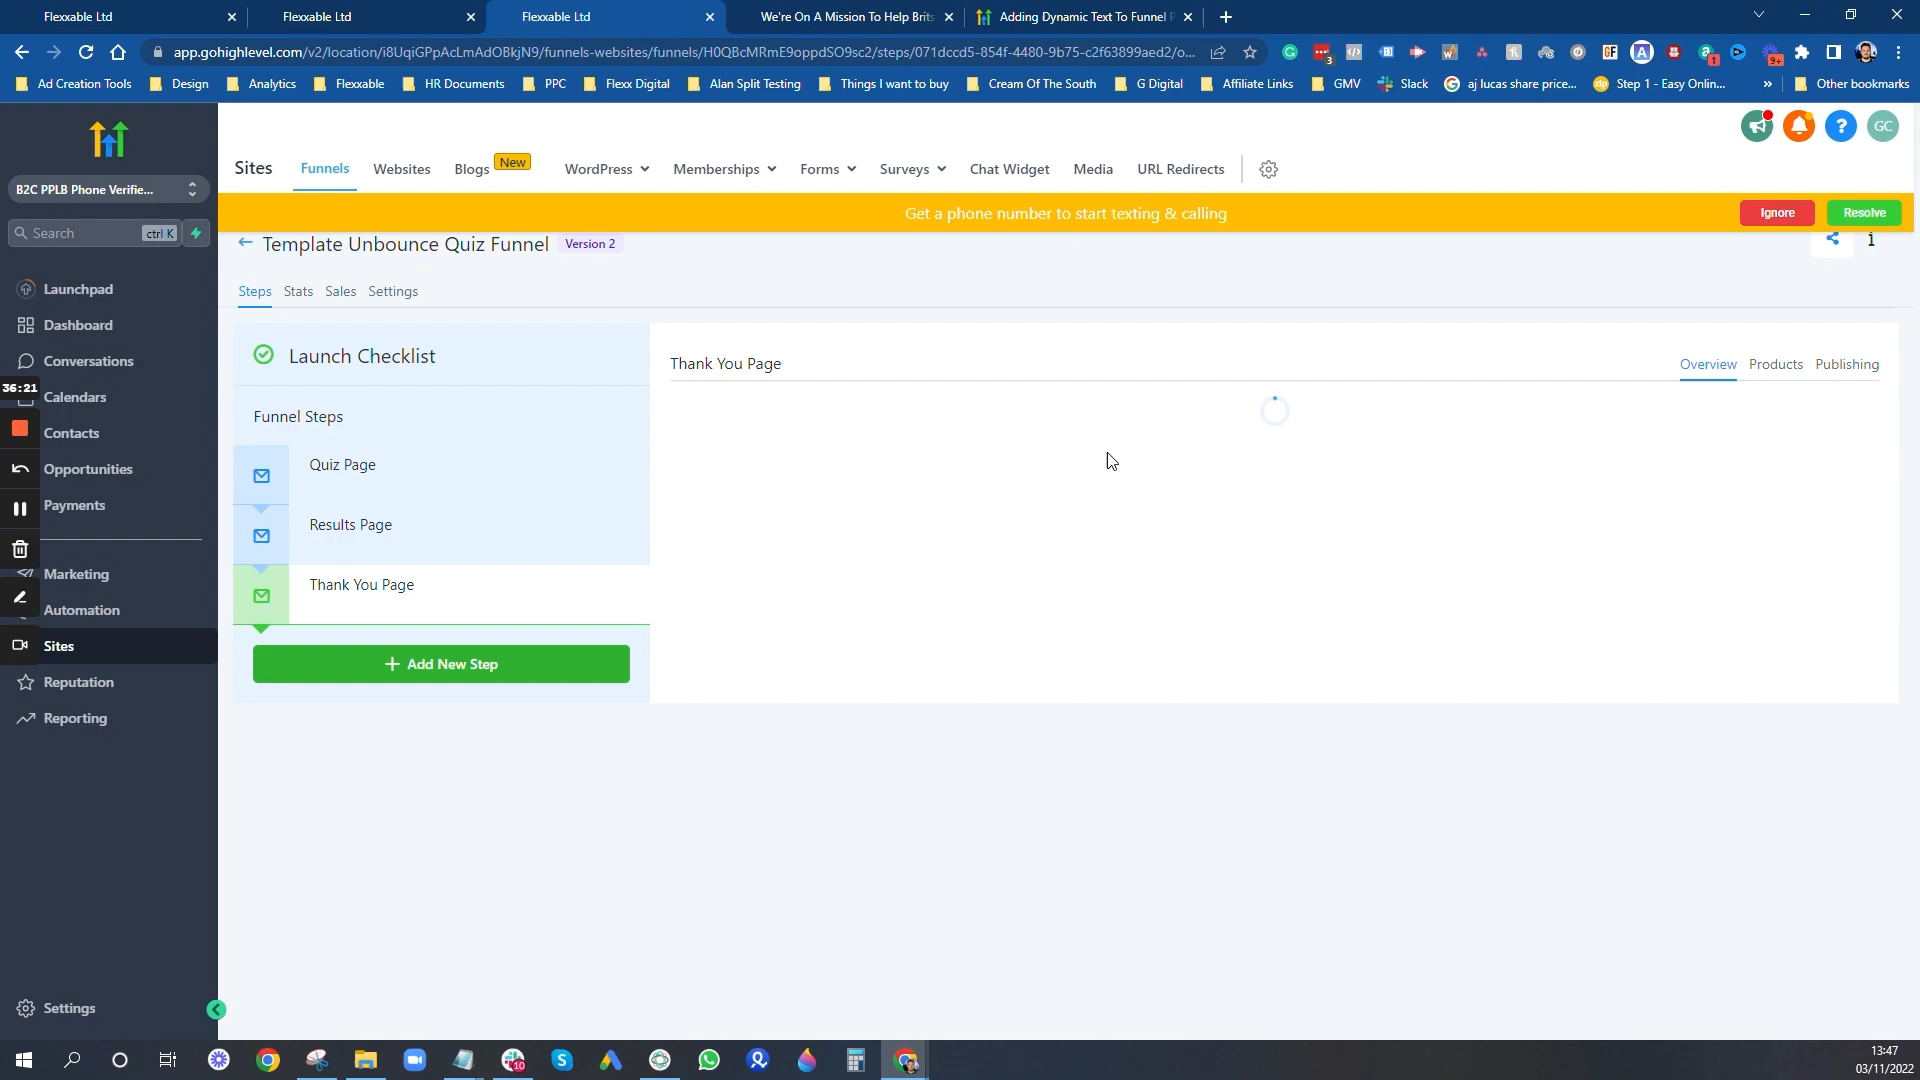 Flexxable Ltd
Flexxable Ltd
Flexxable Ltd
We're On A Mission To Help Brits
Adding Dynamic Text To Funnel P
app.gohighlevel.com/v2/location/i8UqiGPpAcLmAdOBkjN9/funnels-websites/funnels/H0QBcMRmE9oppdSO9sc2/steps/071dccd5-854f-4480-9b75-c2f63899aed2/o...
Ad Creation Tools
Design
Analytics
Flexxable
HR Documents
PPC
Flexx Digital
Alan Split Testing
Things I want to buy
Cream Of The South
G Digital
Affiliate Links
GMV
Slack
aj lucas share price...
Step 1 - Easy Onlin...
Other bookmarks
GC
Sites
Funnels
Websites
Blogs
New
WordPress
Memberships
Forms
Surveys
Chat Widget
Media
URL Redirects
B2C PPLB Phone Verifie...
Search
ctrl K
Get a phone number to start texting & calling
Ignore
Resolve
Template Unbounce Quiz Funnel
Version 2
Steps
Stats
Sales
Settings
Launchpad
Dashboard
Conversations
36:21
Calendars
Contacts
Opportunities
Payments
Marketing
Automation
Sites
Reputation
Reporting
Settings
Launch Checklist
Funnel Steps
Quiz Page
Results Page
Thank You Page
+ Add New Step
Thank You Page
Overview
Products
Publishing
10
13:47
03/11/2022